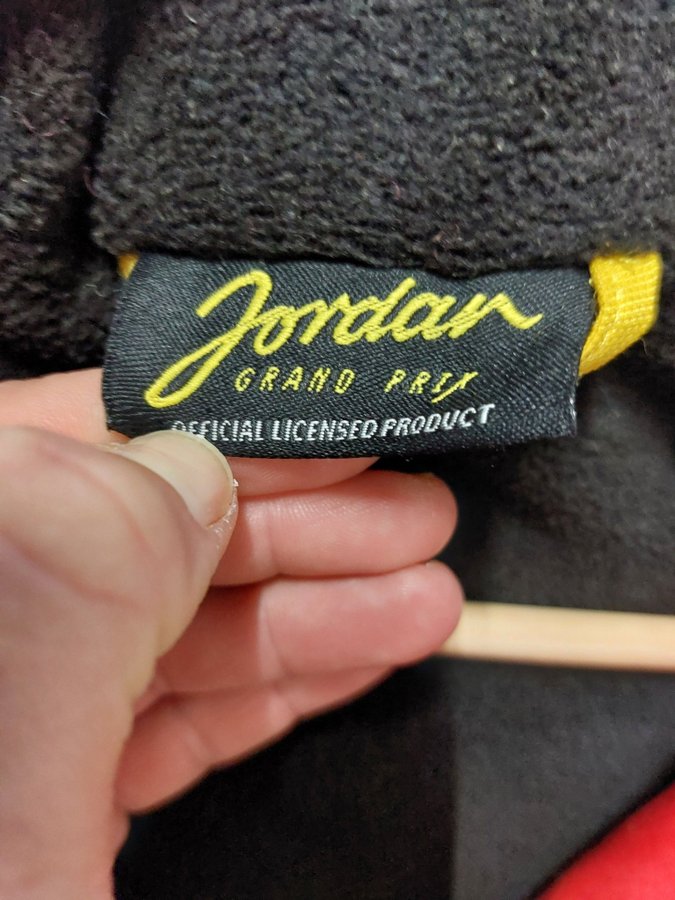 Jordan
GRAND PRIX
OFFICIAL LICENSED PRODUCT